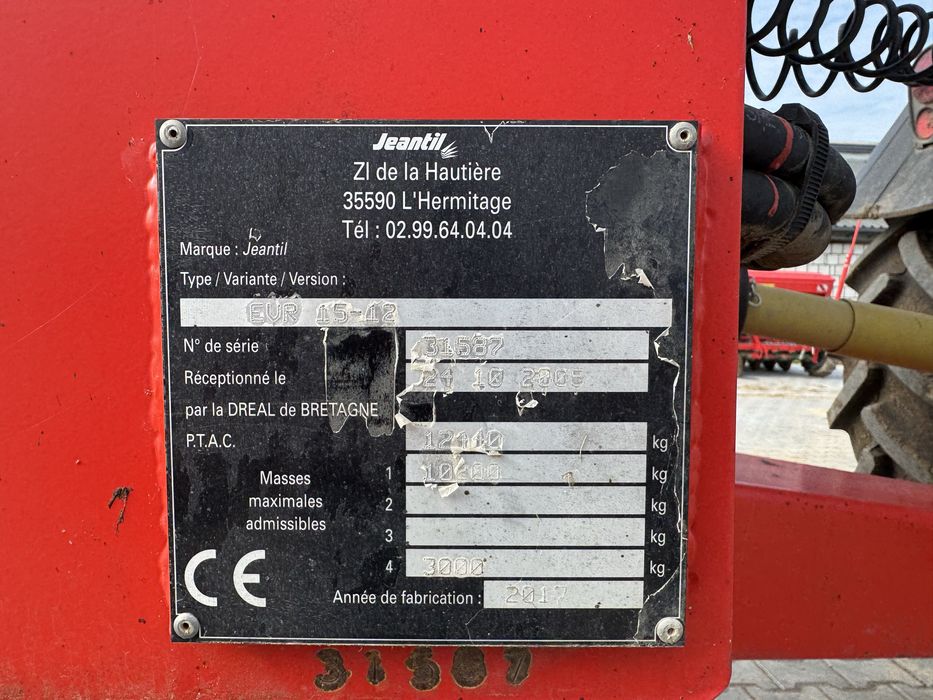 Jeantil
ZI de la Hautière
35590 L'Hermitage
Tél : 02.99.64.04.04
Marque : Jeantil
Type / Variante / Version :
EVR 15-12
N° de série 31587
Réceptionné le 24 10 2005
par la DREAL de BRETAGNE
P.T.A.C. kg
Masses maximales admissibles
1 kg
2 kg
3 kg
4 3000 kg
CE
Année de fabrication : 2017
31587